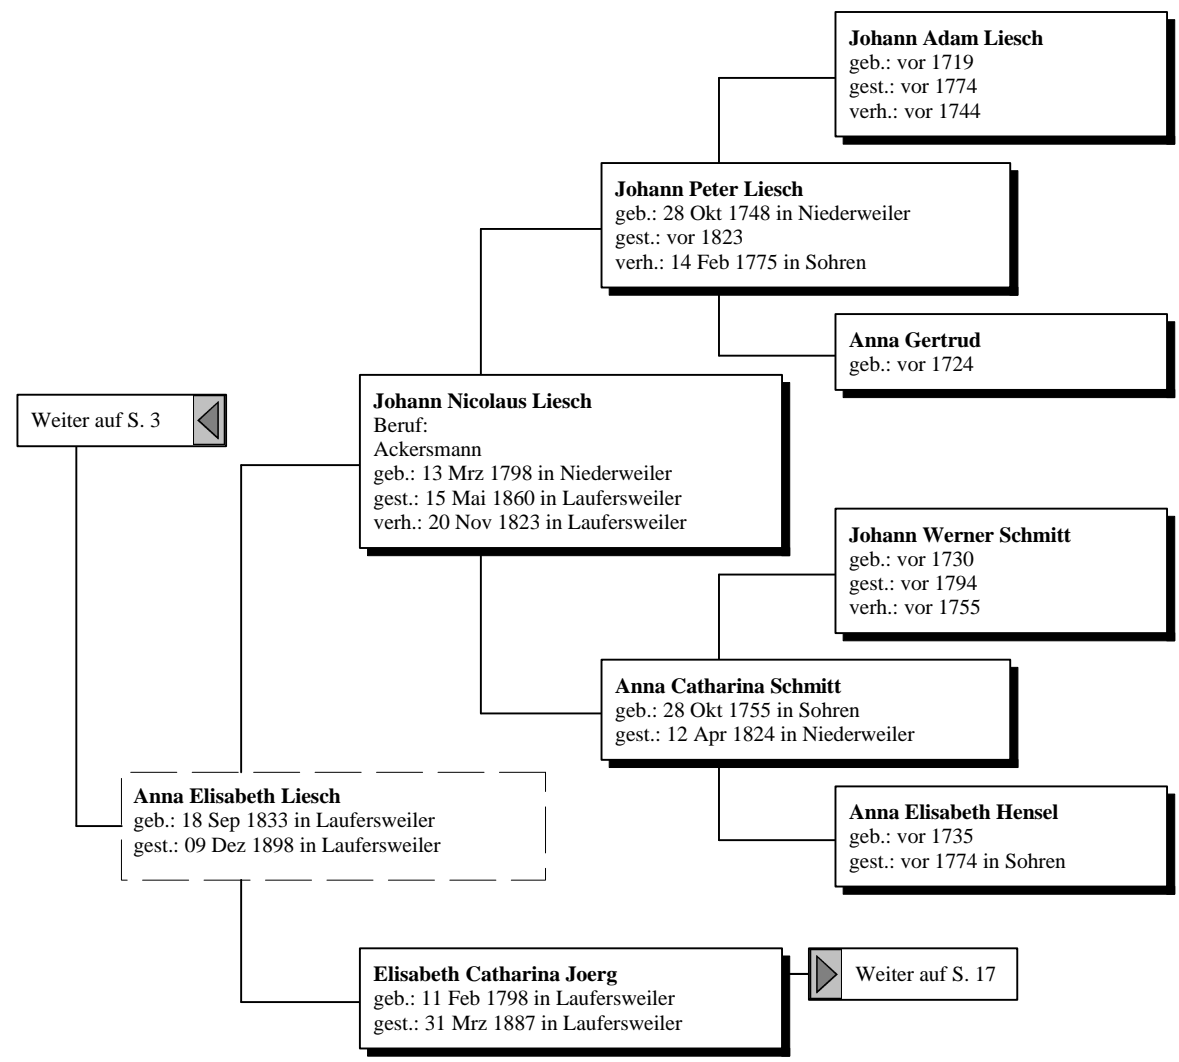 Johann Adam Liesch
geb.: vor 1719
gest.: vor 1774
verh.: vor 1744
Johann Peter Liesch
geb.: 28 Okt 1748 in Niederweiler
gest.: vor 1823
verh.: 14 Feb 1775 in Sohren
Anna Gertrud
geb.: vor 1724
Johann Nicolaus Liesch
Beruf:
Ackersmann
geb.: 13 Mrz 1798 in Niederweiler
gest.: 15 Mai 1860 in Laufersweiler
verh.: 20 Nov 1823 in Laufersweiler
Weiter auf S. 3
Johann Werner Schmitt
geb.: vor 1730
gest.: vor 1794
verh.: vor 1755
Anna Catharina Schmitt
geb.: 28 Okt 1755 in Sohren
gest.: 12 Apr 1824 in Niederweiler
Anna Elisabeth Liesch
geb.: 18 Sep 1833 in Laufersweiler
gest.: 09 Dez 1898 in Laufersweiler
Anna Elisabeth Hensel
geb.: vor 1735
gest.: vor 1774 in Sohren
Elisabeth Catharina Joerg
geb.: 11 Feb 1798 in Laufersweiler
gest.: 31 Mrz 1887 in Laufersweiler
Weiter auf S. 17